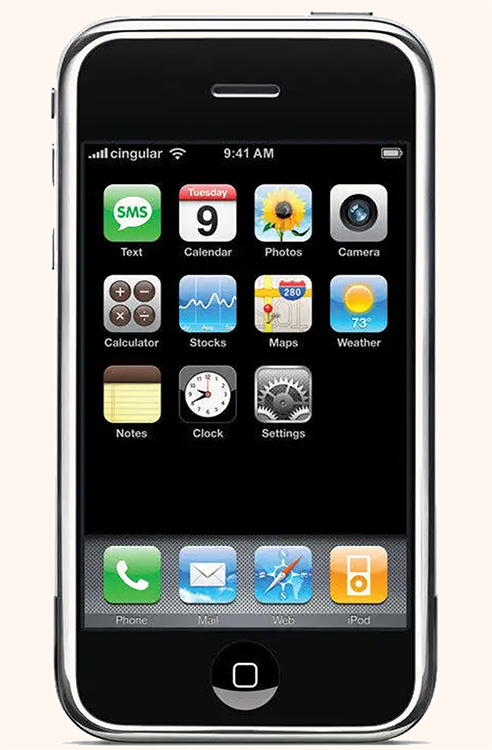 cingular 9:41 AM
SMS Tuesday 9
Text Calendar Photos Camera
280 73°
Calculator Stocks Maps Weather
Notes Clock Settings
Phone Mail Web iPod